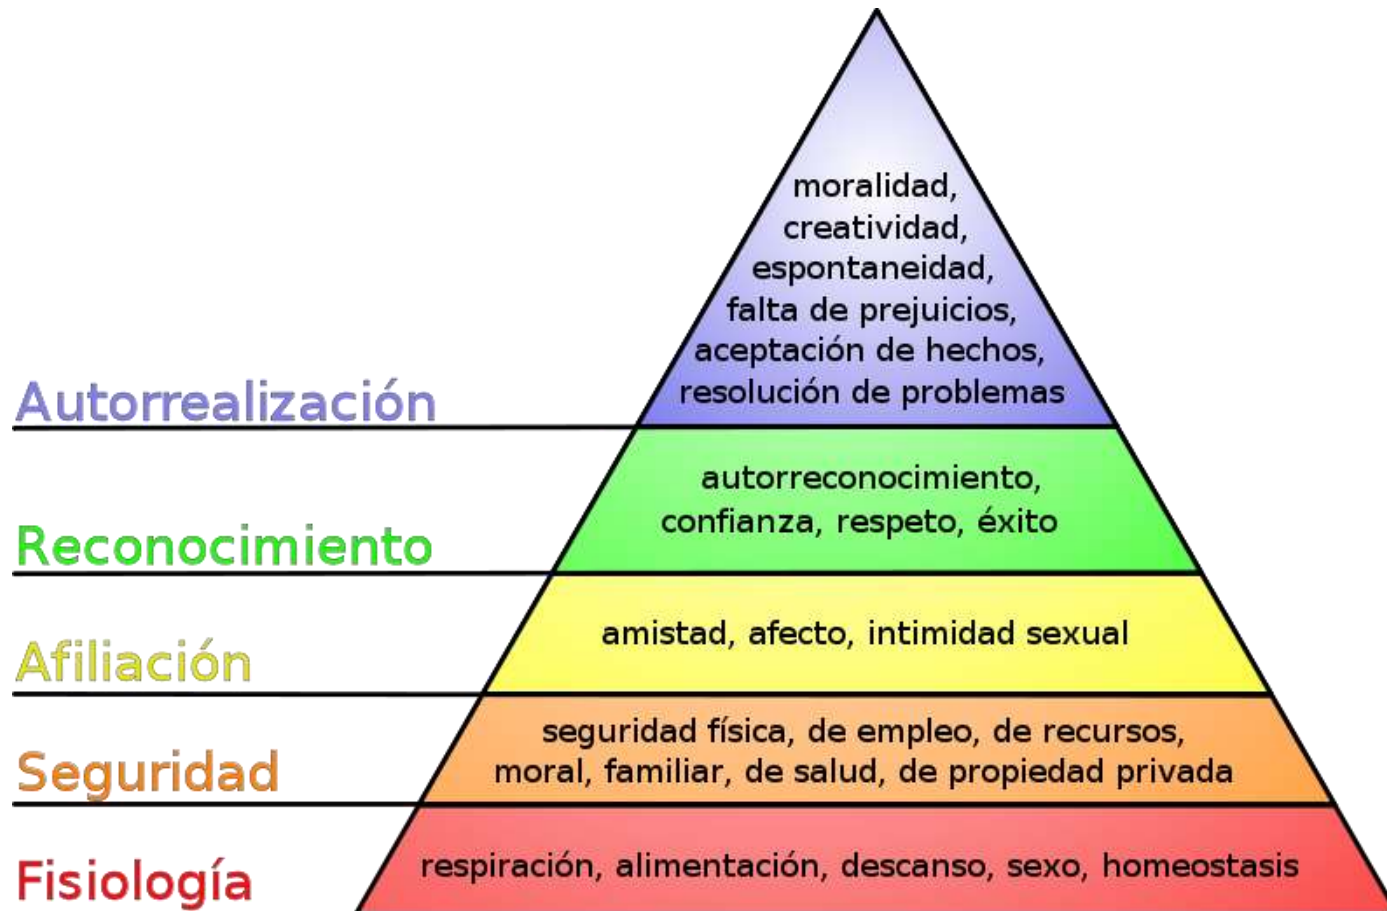 moralidad,
creatividad,
espontaneidad,
falta de prejuicios,
aceptación de hechos,
resolución de problemas
Autorrealización
autorreconocimiento,
confianza, respeto, éxito
Reconocimiento
amistad, afecto, intimidad sexual
Afiliación
seguridad física, de empleo, de recursos,
moral, familiar, de salud, de propiedad privada
Seguridad
respiración, alimentación, descanso, sexo, homeostasis
Fisiología